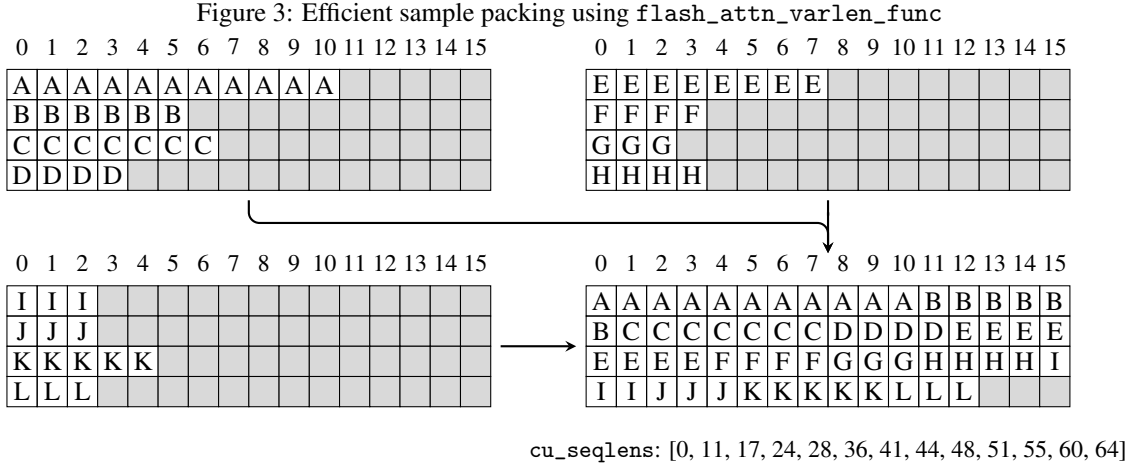 Figure 3: Efficient sample packing using flash_attn_varlen_func
0 1 2 3 4 5 6 7 8 9 10 11 12 13 14 15
A A A A A A A A A A A
B B B B B B
C C C C C C C
D D D D
0 1 2 3 4 5 6 7 8 9 10 11 12 13 14 15
E E E E E E E E
F F F F
G G G
H H H H
0 1 2 3 4 5 6 7 8 9 10 11 12 13 14 15
I I I
J J J
K K K K K
L L L
0 1 2 3 4 5 6 7 8 9 10 11 12 13 14 15
A A A A A A A A A A A B B B B B
B C C C C C C C D D D D E E E E
E E E E F F F F G G G H H H H I
I I J J J K K K K K L L L
cu_seqlens: [0, 11, 17, 24, 28, 36, 41, 44, 48, 51, 55, 60, 64]